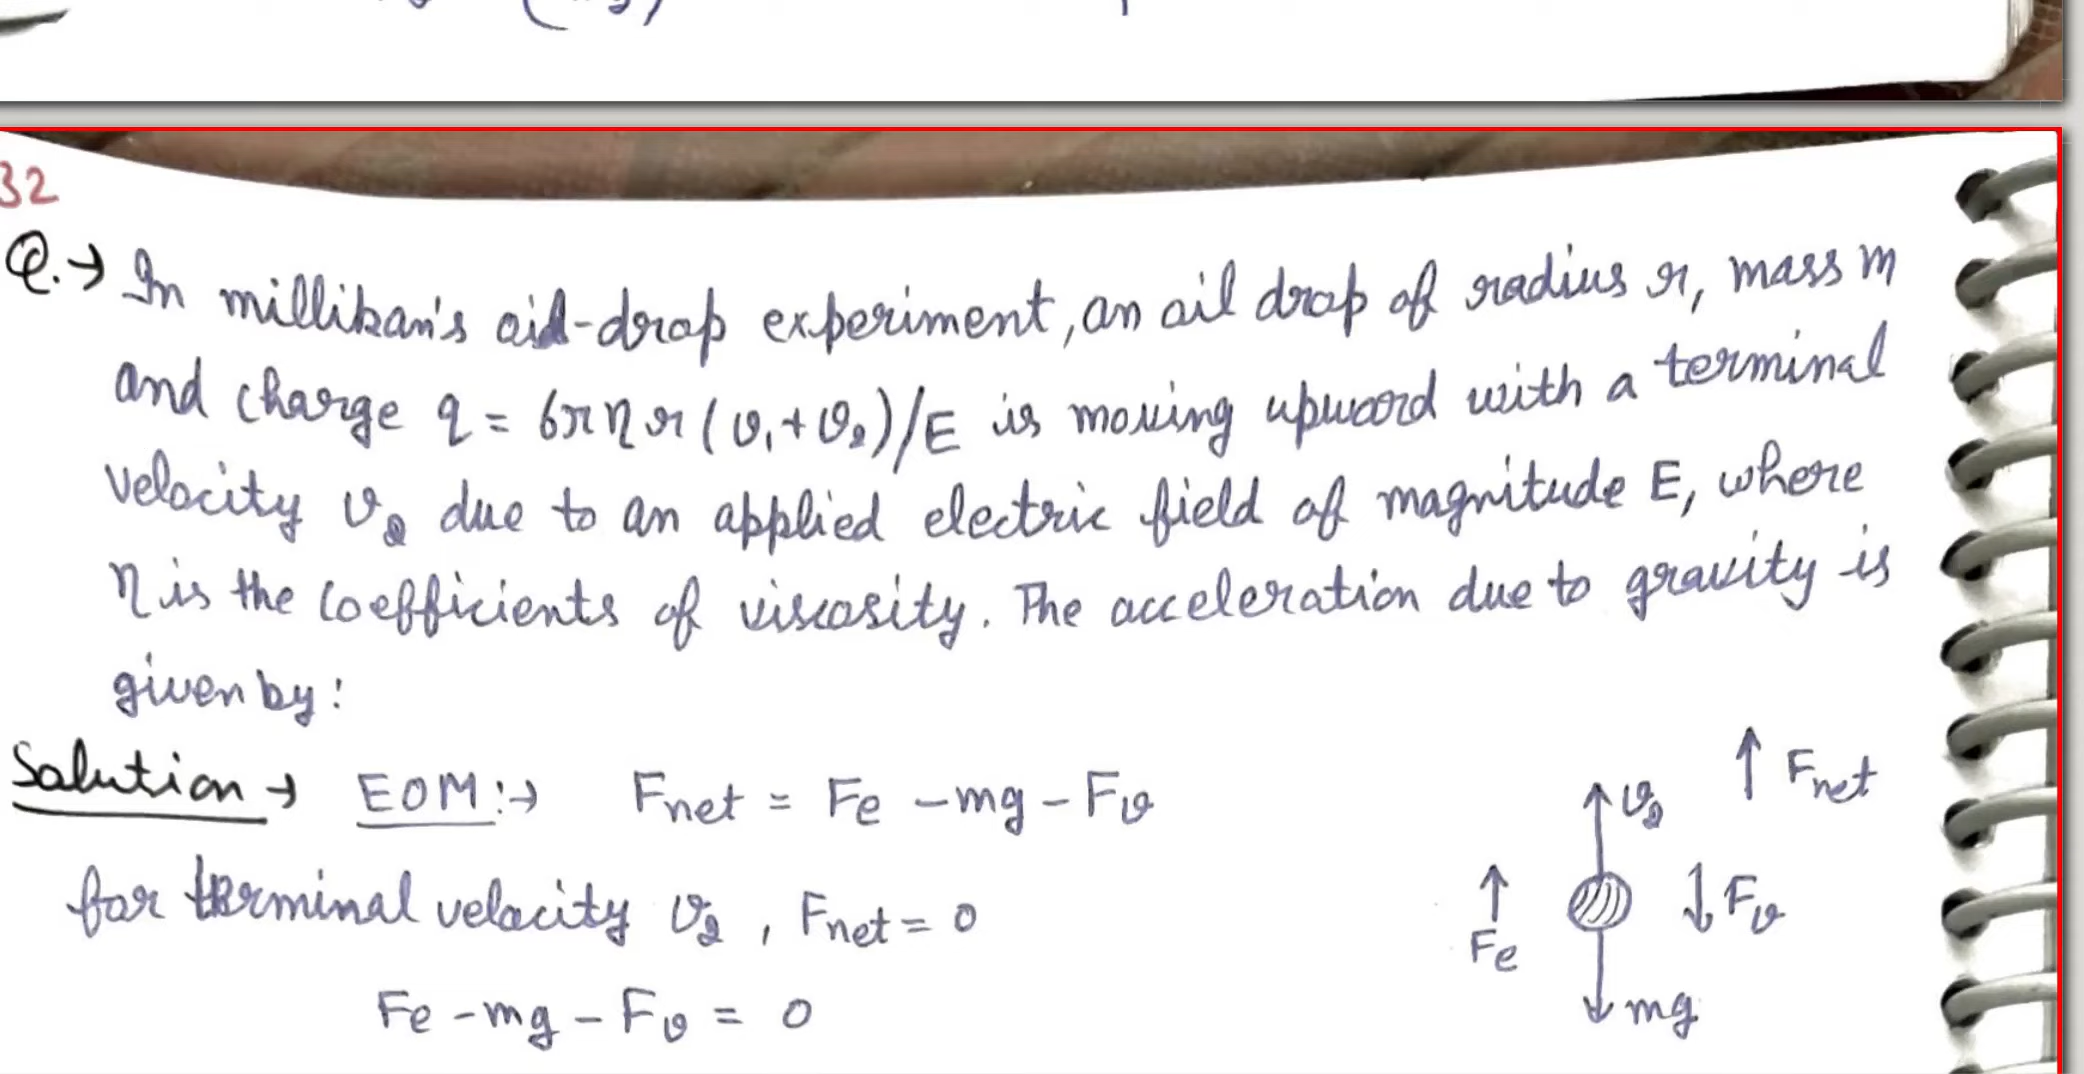 32
Q.→ In millikan's oil-drop experiment, an oil drop of radius r, mass m
and charge q = 6πηr(v₁+v₂)/E is moving upward with a terminal
velocity v₂ due to an applied electric field of magnitude E, where
η is the coefficients of viscosity. The acceleration due to gravity is
given by:
Solution → EOM:→ Fnet = Fe - mg - Fv
for terminal velocity v₂, Fnet = 0
Fe - mg - Fv = 0
↑ Fnet
v₂
↑ Fe
↓ Fv
mg